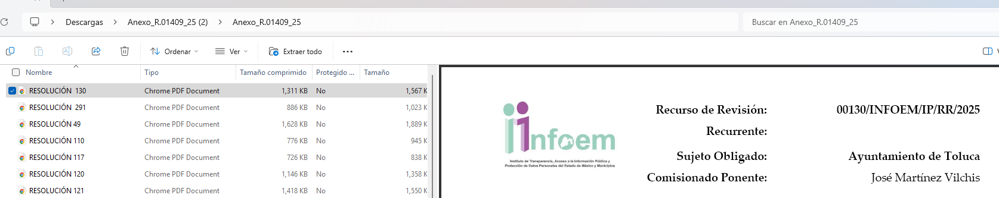 Descargas > Anexo_R.01409_25 (2) > Anexo_R.01409_25
Buscar en Anexo_R.01409_25
Ordenar Ver Extraer todo
Nombre Tipo Tamaño comprimido Protegido ... Tamaño
RESOLUCIÓN 130 Chrome PDF Document 1,311 KB No 1,567 K
RESOLUCIÓN 291 Chrome PDF Document 886 KB No 1,023 K
RESOLUCIÓN 49 Chrome PDF Document 1,628 KB No 1,889 K
RESOLUCIÓN 110 Chrome PDF Document 776 KB No 945 K
RESOLUCIÓN 117 Chrome PDF Document 726 KB No 838 K
RESOLUCIÓN 120 Chrome PDF Document 1,146 KB No 1,358 K
RESOLUCIÓN 121 Chrome PDF Document 1,418 KB No 1,550 K
infoem
Instituto de Transparencia, Acceso a la Información Pública y
Protección de Datos Personales del Estado de México y Municipios
Recurso de Revisión: 00130/INFOEM/IP/RR/2025
Recurrente:
Sujeto Obligado: Ayuntamiento de Toluca
Comisionado Ponente: José Martínez Vilchis